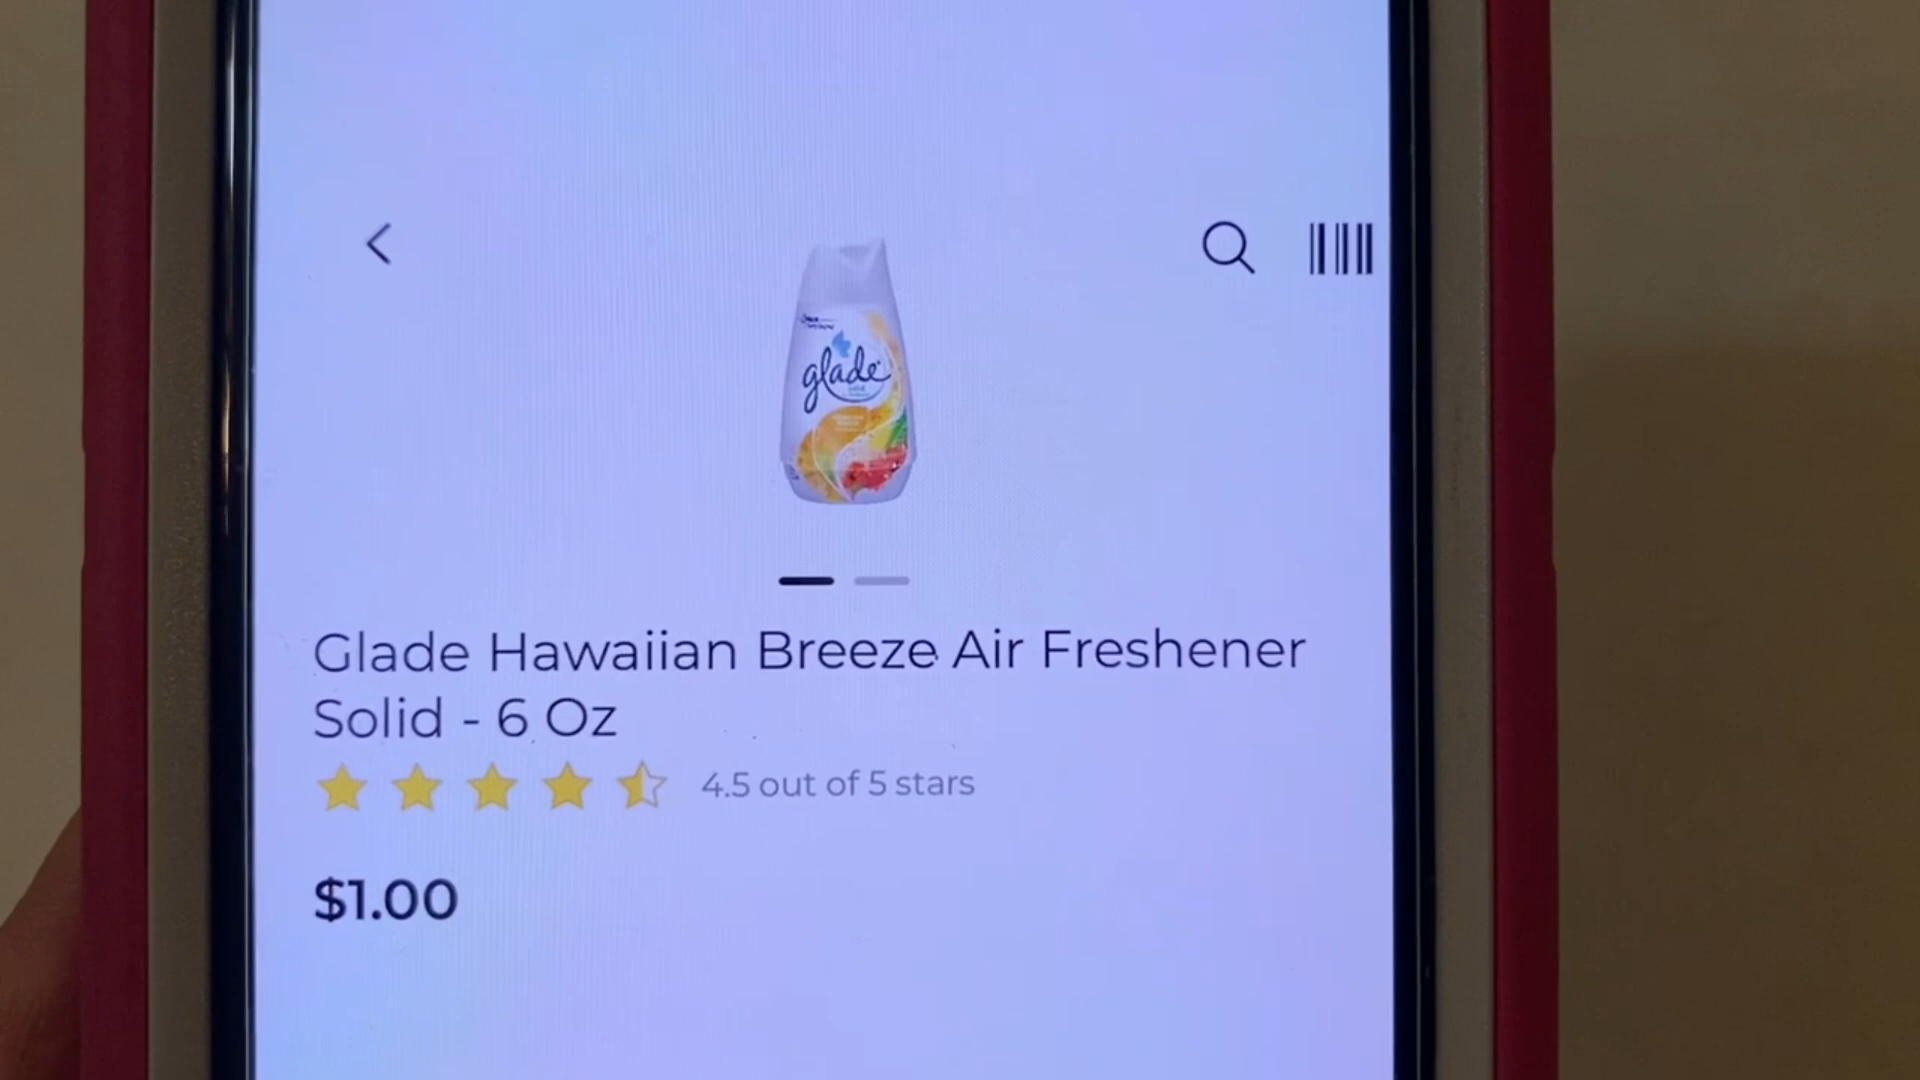 glade
Glade Hawaiian Breeze Air Freshener
Solid - 6 Oz
4.5 out of 5 stars
$1.00